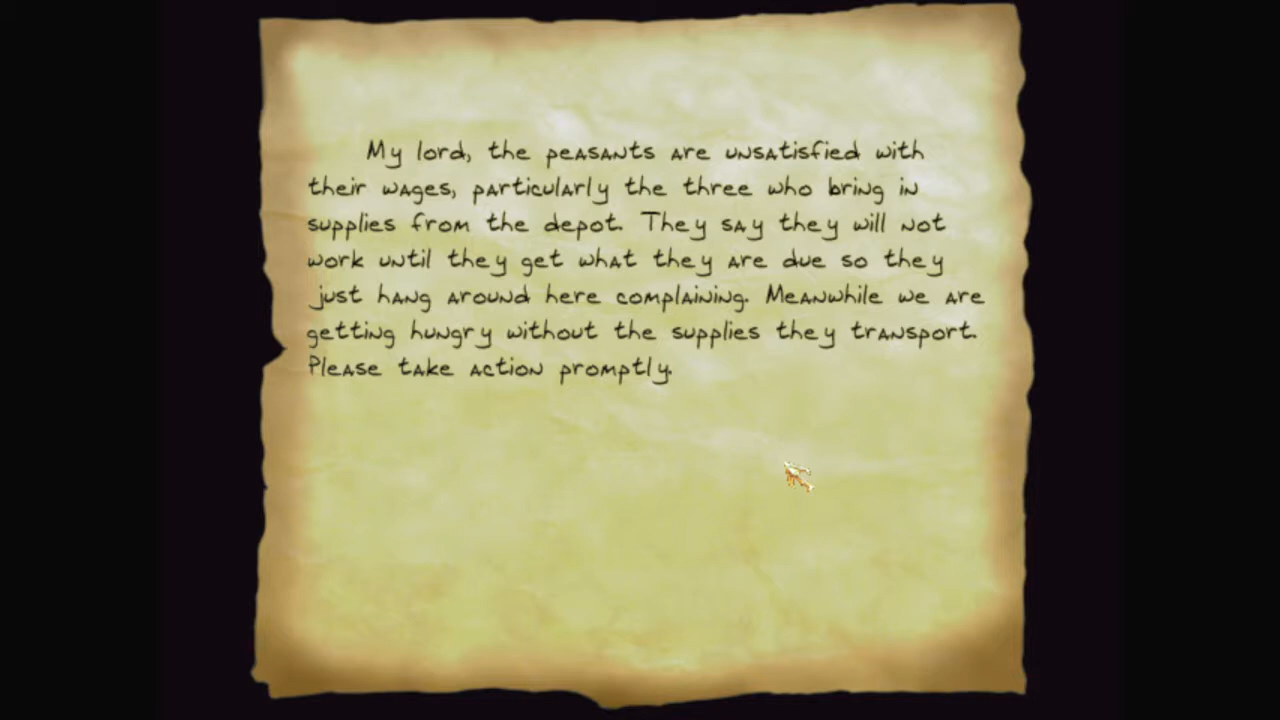 My lord, the peasants are unsatisfied with
their wages, particularly the three who bring in
supplies from the depot. They say they will not
work until they get what they are due so they
just hang around here complaining. Meanwhile we are
getting hungry without the supplies they transport.
Please take action promptly.